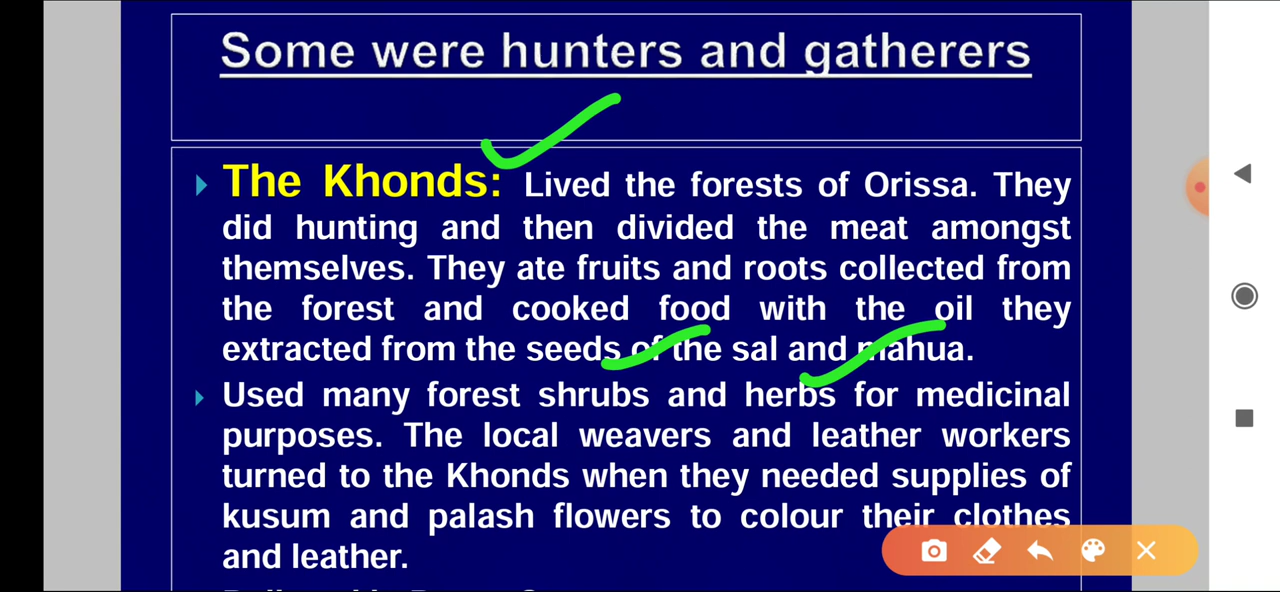 Some were hunters and gatherers
The Khonds: Lived the forests of Orissa. They
did hunting and then divided the meat amongst
themselves. They ate fruits and roots collected from
the forest and cooked food with the oil they
extracted from the seeds of the sal and mahua.
Used many forest shrubs and herbs for medicinal
purposes. The local weavers and leather workers
turned to the Khonds when they needed supplies of
kusum and palash flowers to colour their clothes
and leather.